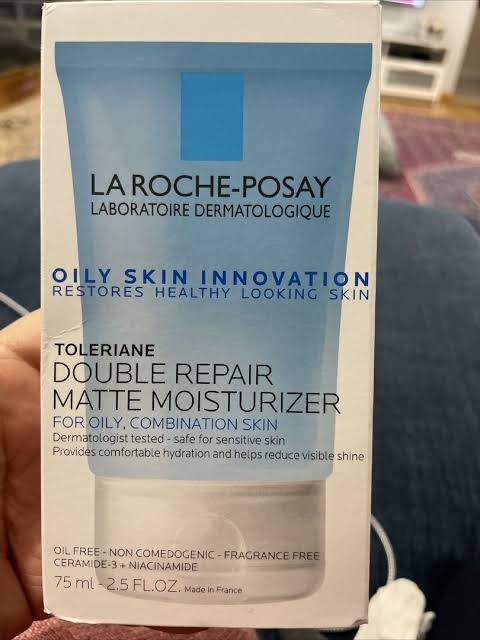 LA ROCHE-POSAY
LABORATOIRE DERMATOLOGIQUE
OILY SKIN INNOVATION
RESTORES HEALTHY LOOKING SKIN
TOLERIANE
DOUBLE REPAIR
MATTE MOISTURIZER
FOR OILY, COMBINATION SKIN
Dermatologist tested - safe for sensitive skin
Provides comfortable hydration and helps reduce visible shine
OIL FREE - NON COMEDOGENIC - FRAGRANCE FREE
CERAMIDE-3 + NIACINAMIDE
75 ml - 2.5 FL.OZ. Made in France